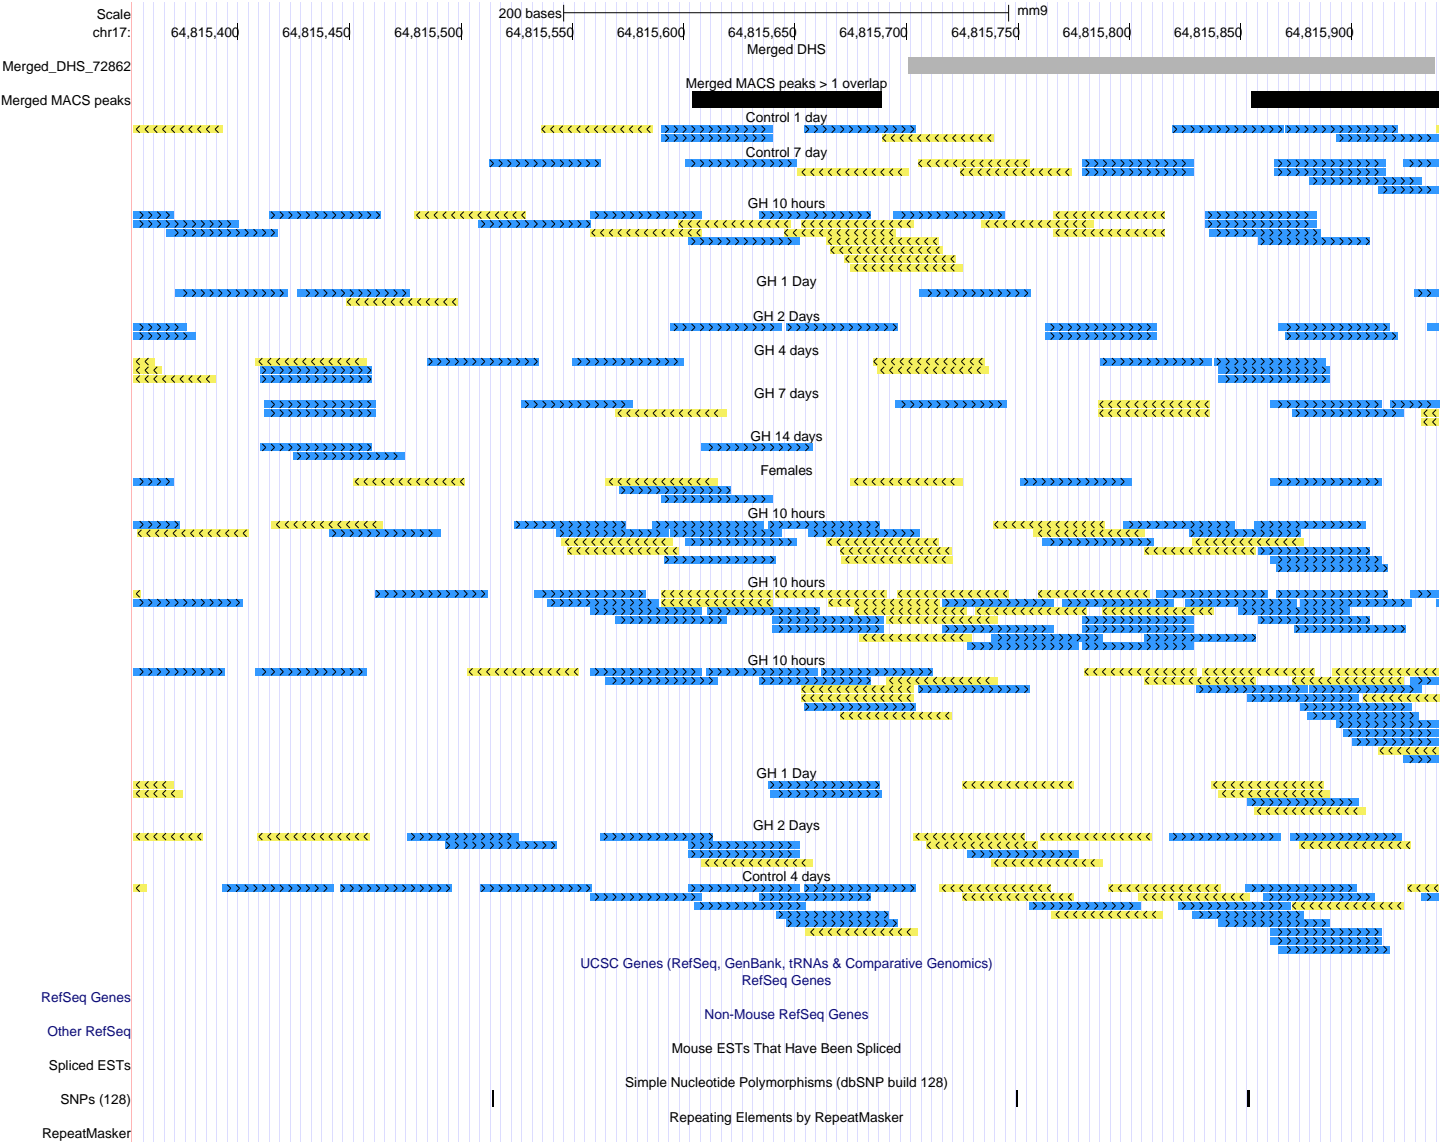 Scale 200 bases mm9
chr17: 64,815,400 64,815,450 64,815,500 64,815,550 64,815,600 64,815,650 64,815,700 64,815,750 64,815,800 64,815,850 64,815,900
Merged DHS
Merged_DHS_72862
Merged MACS peaks > 1 overlap
Merged MACS peaks
Control 1 day
Control 7 day
GH 10 hours
GH 1 Day
GH 2 Days
GH 4 days
GH 7 days
GH 14 days
Females
GH 10 hours
GH 10 hours
GH 10 hours
GH 1 Day
GH 2 Days
Control 4 days
UCSC Genes (RefSeq, GenBank, tRNAs & Comparative Genomics)
RefSeq Genes
RefSeq Genes
Non-Mouse RefSeq Genes
Other RefSeq
Mouse ESTs That Have Been Spliced
Spliced ESTs
Simple Nucleotide Polymorphisms (dbSNP build 128)
SNPs (128)
Repeating Elements by RepeatMasker
RepeatMasker